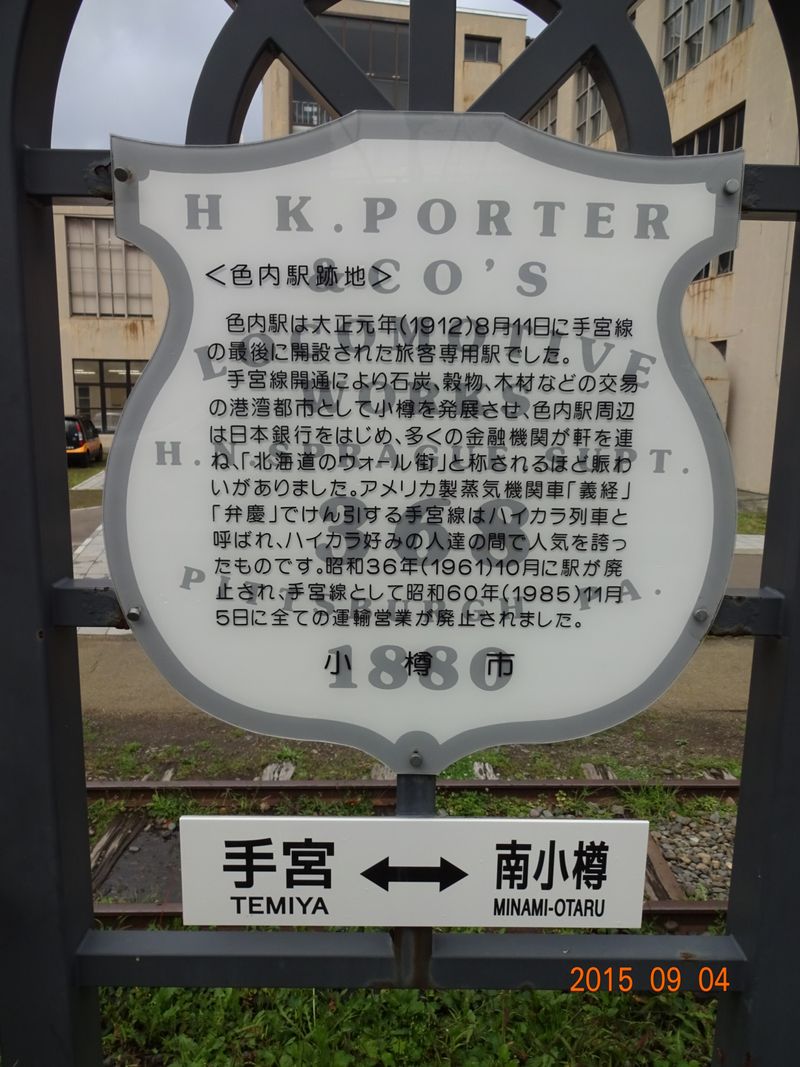 H K. PORTER
& CO'S
LOCOMOTIVE
WORKS
H. N. SPRAGUE SUPT.
368
PITTSBURGH PA.
1880
<色内駅跡地>
色内駅は大正元年(1912)8月11日に手宮線
の最後に開設された旅客専用駅でした。
手宮線開通により石炭、穀物、木材などの交易
の港湾都市として小樽を発展させ、色内駅周辺
は日本銀行をはじめ、多くの金融機関が軒を連
ね、「北海道のウォール街」と称されるほど賑わ
いがありました。アメリカ製蒸気機関車「義経」
「弁慶」でけん引する手宮線はハイカラ列車と
呼ばれ、ハイカラ好みの人達の間で人気を誇っ
たものです。昭和36年(1961)10月に駅が廃
止され、手宮線として昭和60年(1985)11月
5日に全ての運輸営業が廃止されました。
小樽市
手宮 ↔ 南小樽
TEMIYA MINAMI-OTARU
2015 09 04